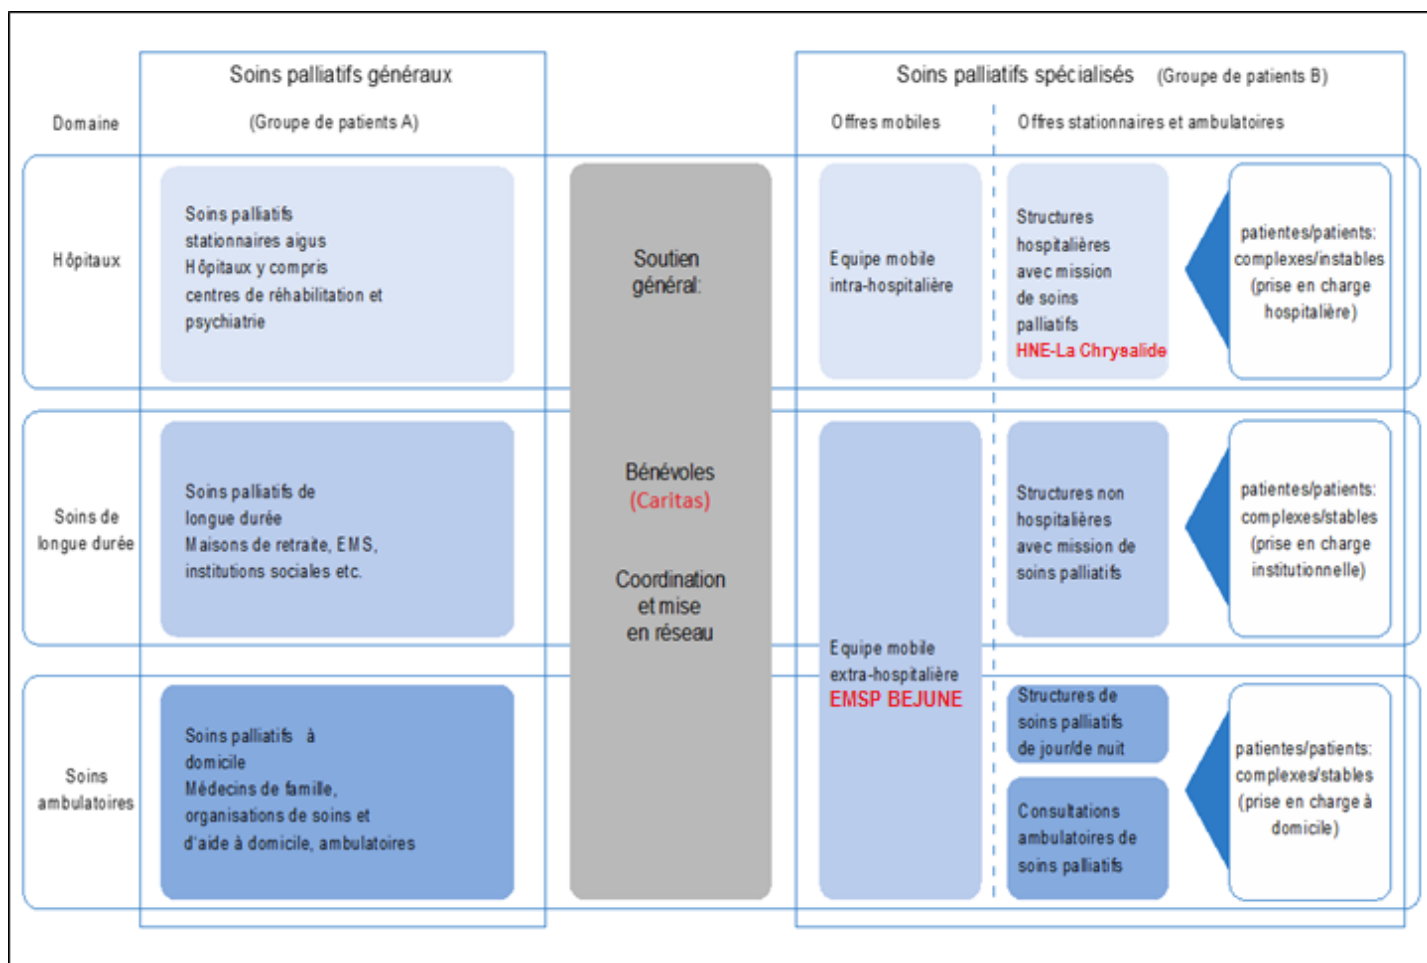 Soins palliatifs généraux
Soins palliatifs spécialisés (Groupe de patients B)
Domaine
(Groupe de patients A)
Offres mobiles
Offres stationnaires et ambulatoires
Hôpitaux
Soins palliatifs
stationnaires aigus
Hôpitaux y compris
centres de réhabilitation et
psychiatrie
Soutien
général:
Equipe mobile
intra-hospitalière
Structures
hospitalières
avec mission
de soins
palliatifs
HNE-La Chrysalide
patientes/patients:
complexes/instables
(prise en charge
hospitalière)
Soins de
longue durée
Soins palliatifs de
longue durée
Maisons de retraite, EMS,
institutions sociales etc.
Bénévoles
(Caritas)
Coordination
et mise
en réseau
Structures non
hospitalières
avec mission de
soins palliatifs
patientes/patients:
complexes/stables
(prise en charge
institutionnelle)
Equipe mobile
extra-hospitalière
EMSP BEJUNE
Soins
ambulatoires
Soins palliatifs à
domicile
Médecins de famille,
organisations de soins et
d'aide à domicile, ambulatoires
Structures de
soins palliatifs
de jour/de nuit
Consultations
ambulatoires de
soins palliatifs
patientes/patients:
complexes/stables
(prise en charge à
domicile)